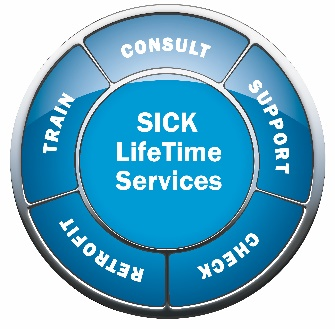 CONSULT
SUPPORT
CHECK
RETROFIT
TRAIN
SICK
LifeTime
Services